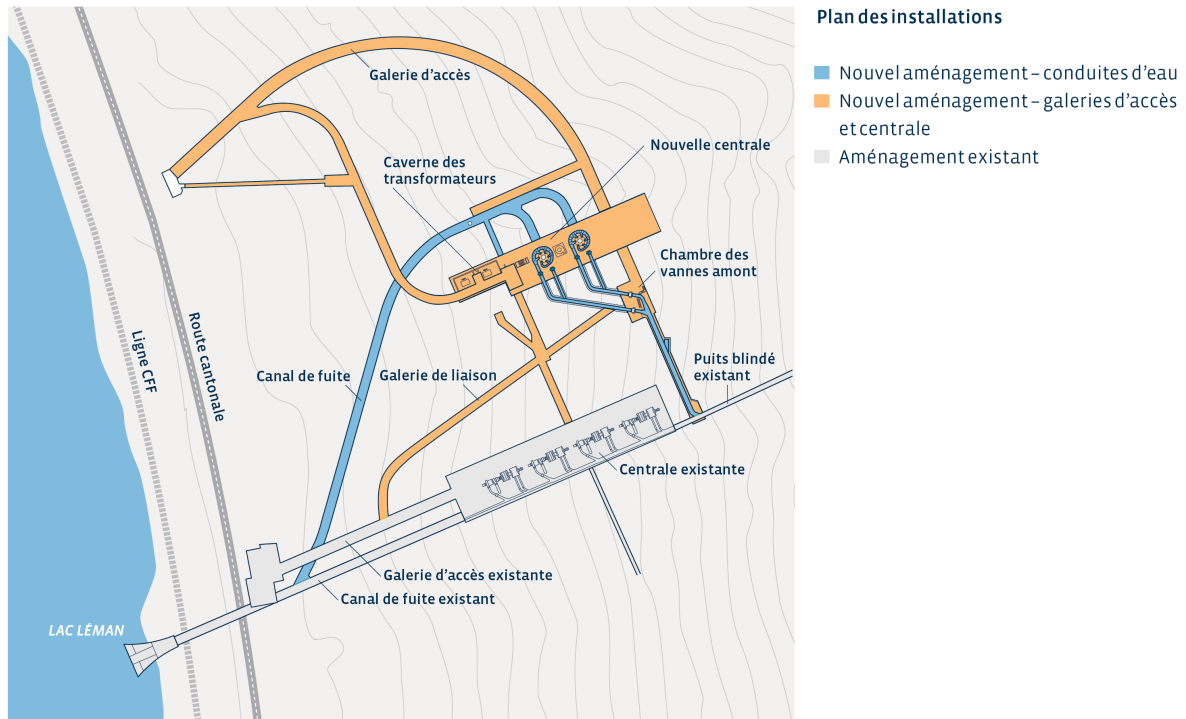 Plan des installations
Nouvel aménagement – conduites d'eau
Nouvel aménagement – galeries d'accès
et centrale
Aménagement existant
Galerie d'accès
Nouvelle centrale
Caverne des
transformateurs
Chambre des
vannes amont
Ligne CFF
Route cantonale
Puits blindé
existant
Canal de fuite
Galerie de liaison
Centrale existante
Galerie d'accès existante
Canal de fuite existant
LAC LÉMAN